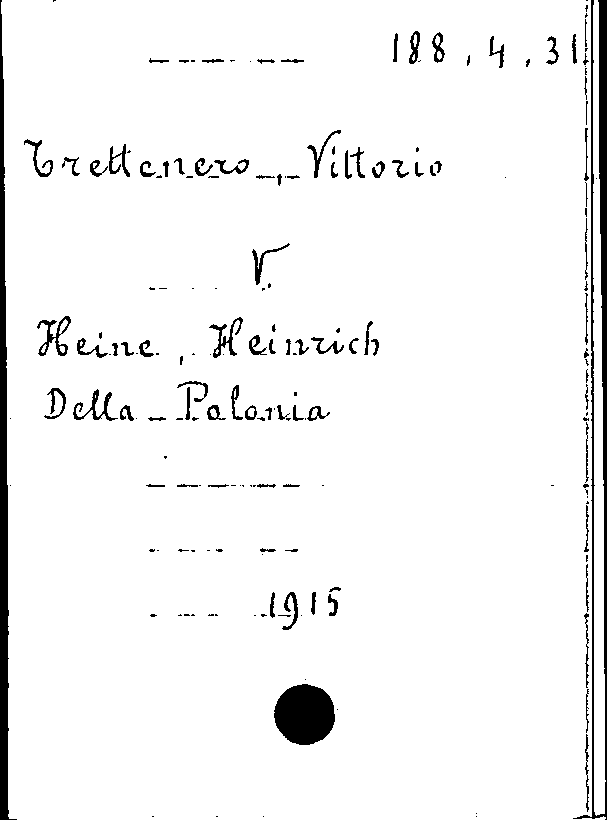 188.4.31
Trettenero, Vittorio
V.
Heine, Heinrich
Della Polonia
1915